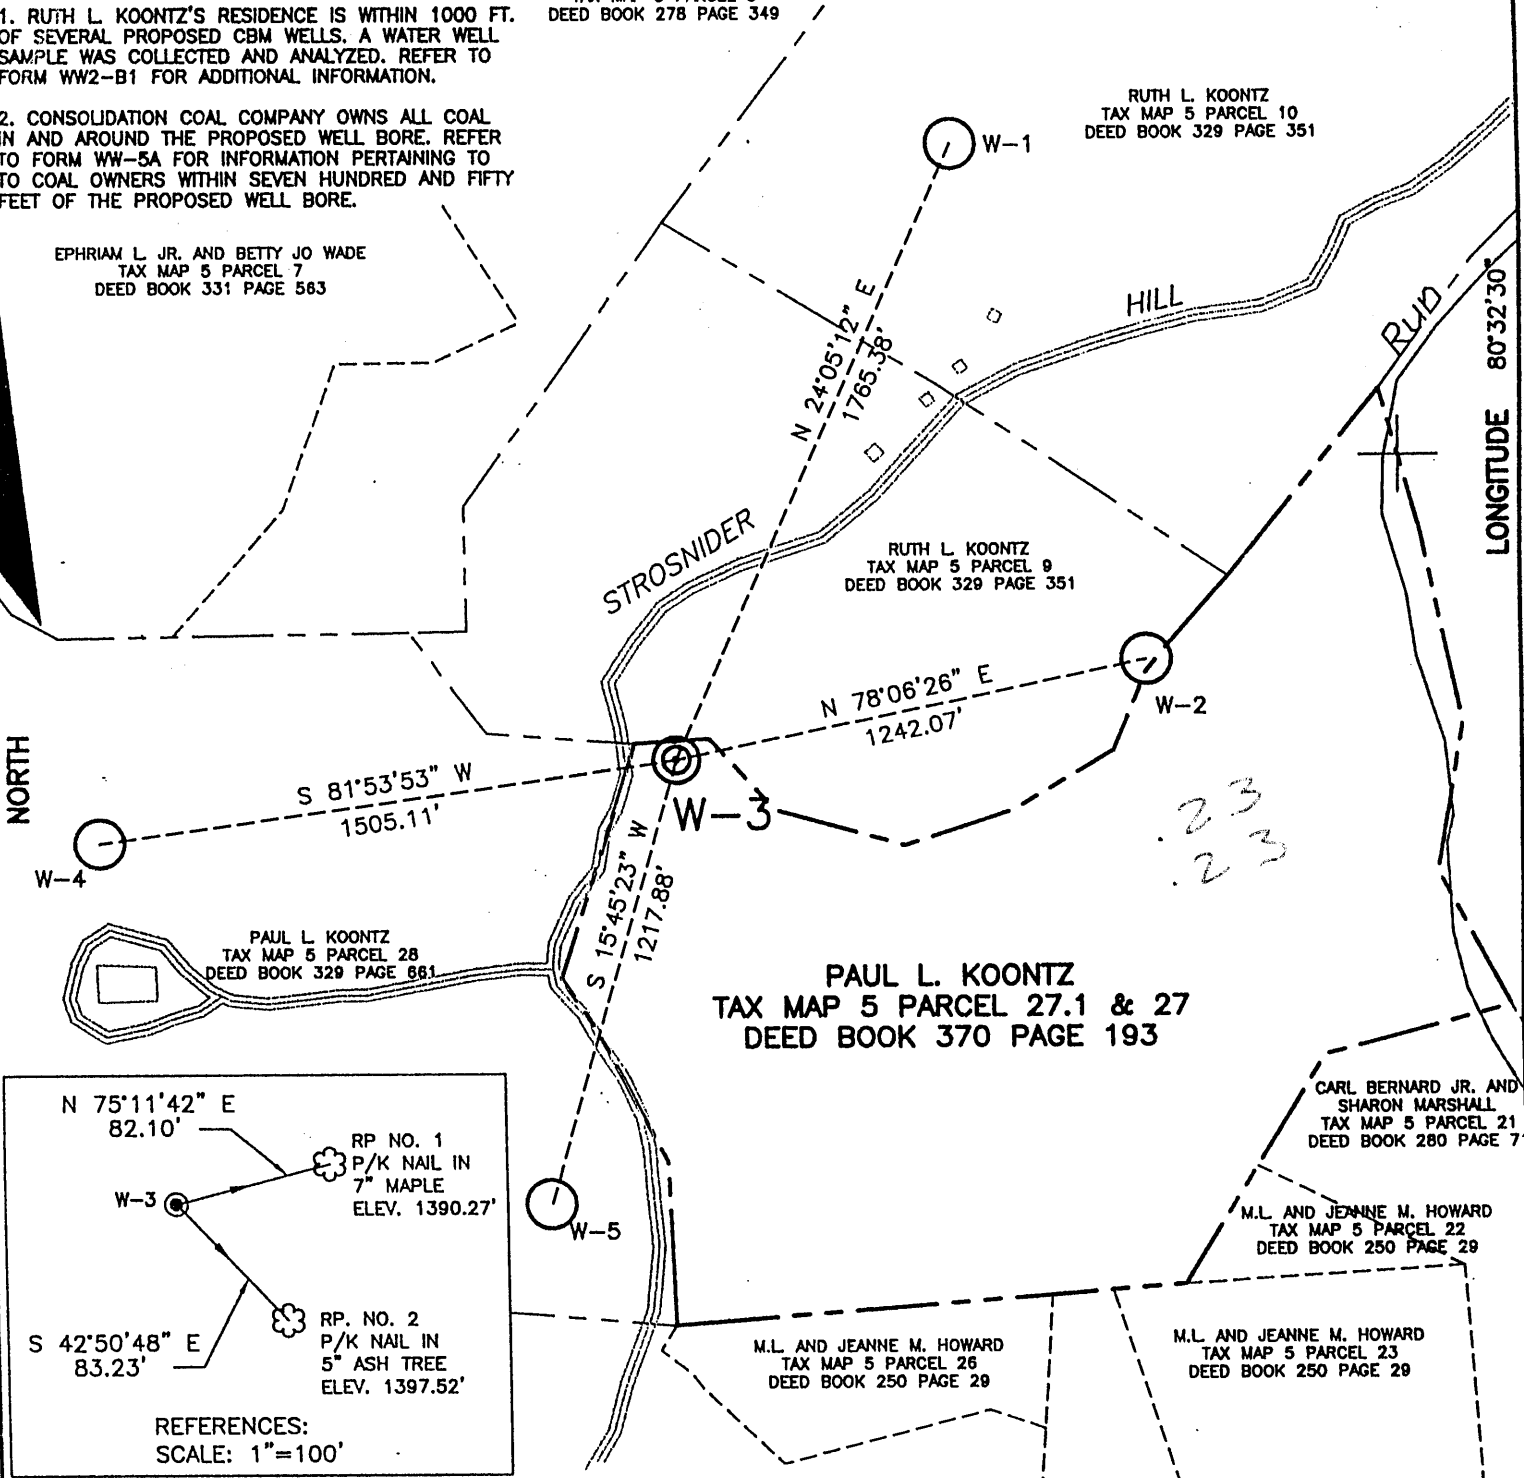 1. RUTH L. KOONTZ'S RESIDENCE IS WITHIN 1000 FT.
OF SEVERAL PROPOSED CBM WELLS. A WATER WELL
SAMPLE WAS COLLECTED AND ANALYZED. REFER TO
FORM WW2-B1 FOR ADDITIONAL INFORMATION.
2. CONSOLIDATION COAL COMPANY OWNS ALL COAL
IN AND AROUND THE PROPOSED WELL BORE. REFER
TO FORM WW-5A FOR INFORMATION PERTAINING TO
TO COAL OWNERS WITHIN SEVEN HUNDRED AND FIFTY
FEET OF THE PROPOSED WELL BORE.
DEED BOOK 278 PAGE 349
RUTH L. KOONTZ
TAX MAP 5 PARCEL 10
DEED BOOK 329 PAGE 351
W-1
EPHRIAM L. JR. AND BETTY JO WADE
TAX MAP 5 PARCEL 7
DEED BOOK 331 PAGE 563
N 24°05'12" E
1765.38'
HILL
Run
LONGITUDE 80°32'30"
STROSNIDER
RUTH L. KOONTZ
TAX MAP 5 PARCEL 9
DEED BOOK 329 PAGE 351
N 78°06'26" E
1242.07'
W-2
NORTH
S 81°53'53" W
1505.11'
W-3
W-4
.23
.23
S 15°45'23" W
1217.88'
PAUL L. KOONTZ
TAX MAP 5 PARCEL 28
DEED BOOK 329 PAGE 661
PAUL L. KOONTZ
TAX MAP 5 PARCEL 27.1 & 27
DEED BOOK 370 PAGE 193
CARL BERNARD JR. AND
SHARON MARSHALL
TAX MAP 5 PARCEL 21
DEED BOOK 280 PAGE
M.L. AND JEANNE M. HOWARD
TAX MAP 5 PARCEL 22
DEED BOOK 250 PAGE 29
W-5
N 75°11'42" E
82.10'
RP NO. 1
P/K NAIL IN
7" MAPLE
ELEV. 1390.27'
W-3
S 42°50'48" E
83.23'
RP. NO. 2
P/K NAIL IN
5" ASH TREE
ELEV. 1397.52'
REFERENCES:
SCALE: 1"=100'
M.L. AND JEANNE M. HOWARD
TAX MAP 5 PARCEL 26
DEED BOOK 250 PAGE 29
M.L. AND JEANNE M. HOWARD
TAX MAP 5 PARCEL 23
DEED BOOK 250 PAGE 29